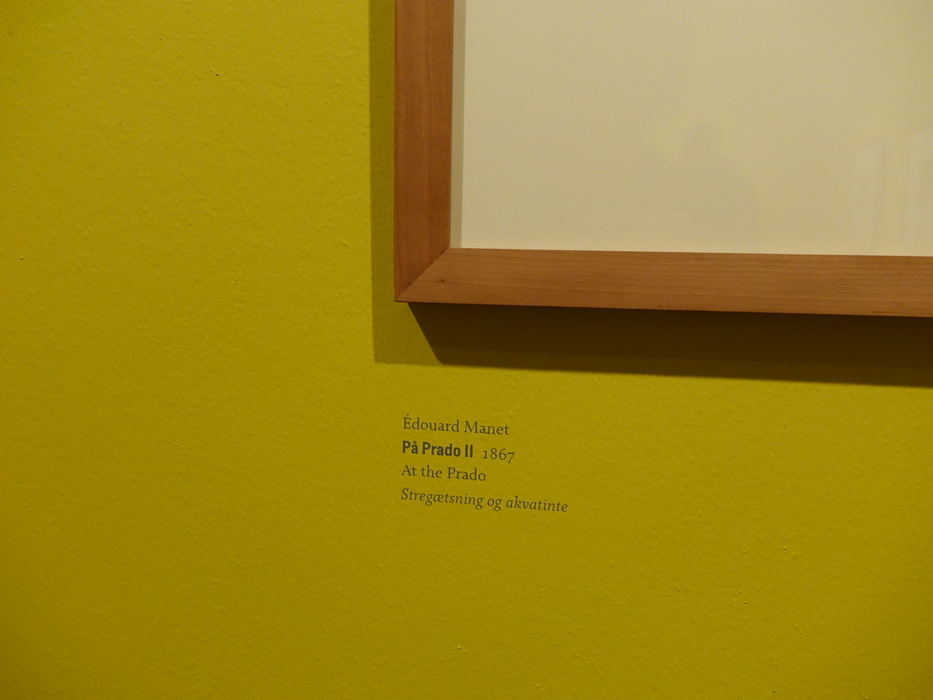 Édouard Manet
På Prado II 1867
At the Prado
Stregætsning og akvatinte